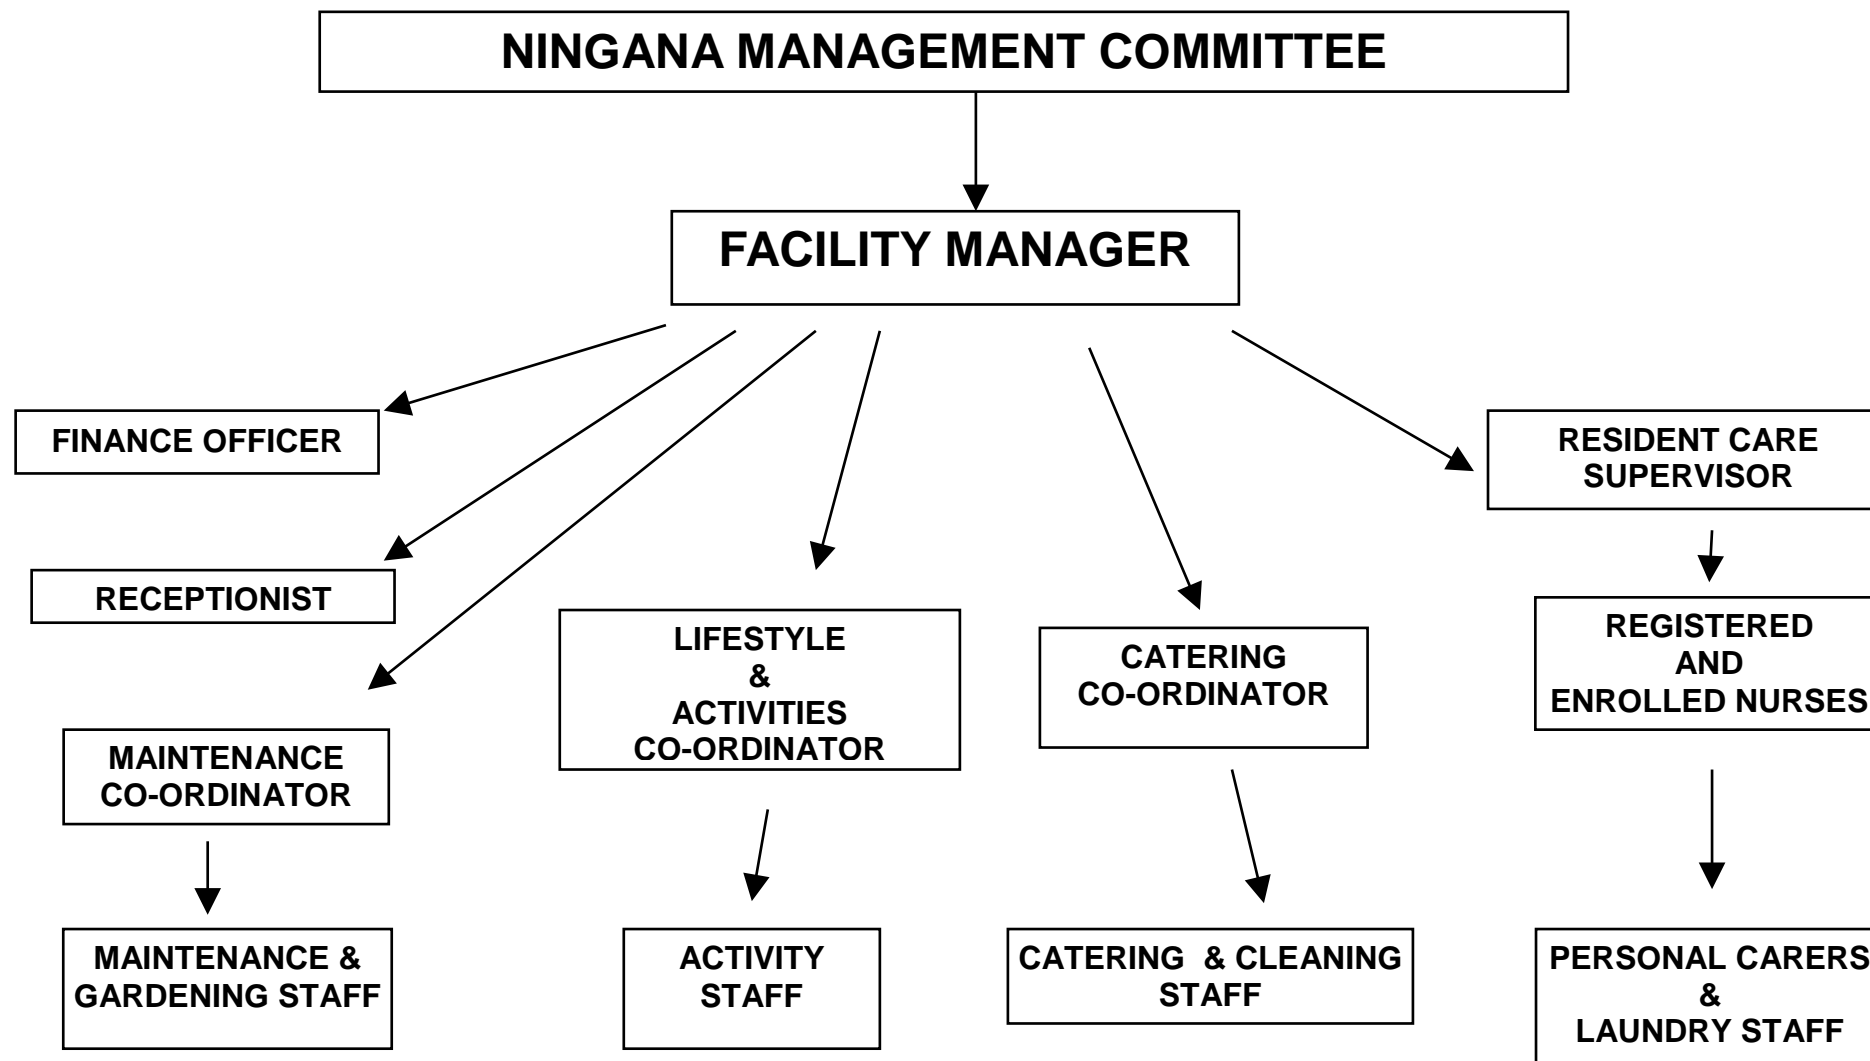 NINGANA MANAGEMENT COMMITTEE
FACILITY MANAGER
FINANCE OFFICER
RESIDENT CARE
SUPERVISOR
RECEPTIONIST
LIFESTYLE
&
ACTIVITIES
CO-ORDINATOR
CATERING
CO-ORDINATOR
REGISTERED
AND
ENROLLED NURSES
MAINTENANCE
CO-ORDINATOR
MAINTENANCE &
GARDENING STAFF
ACTIVITY
STAFF
CATERING & CLEANING
STAFF
PERSONAL CARERS
&
LAUNDRY STAFF